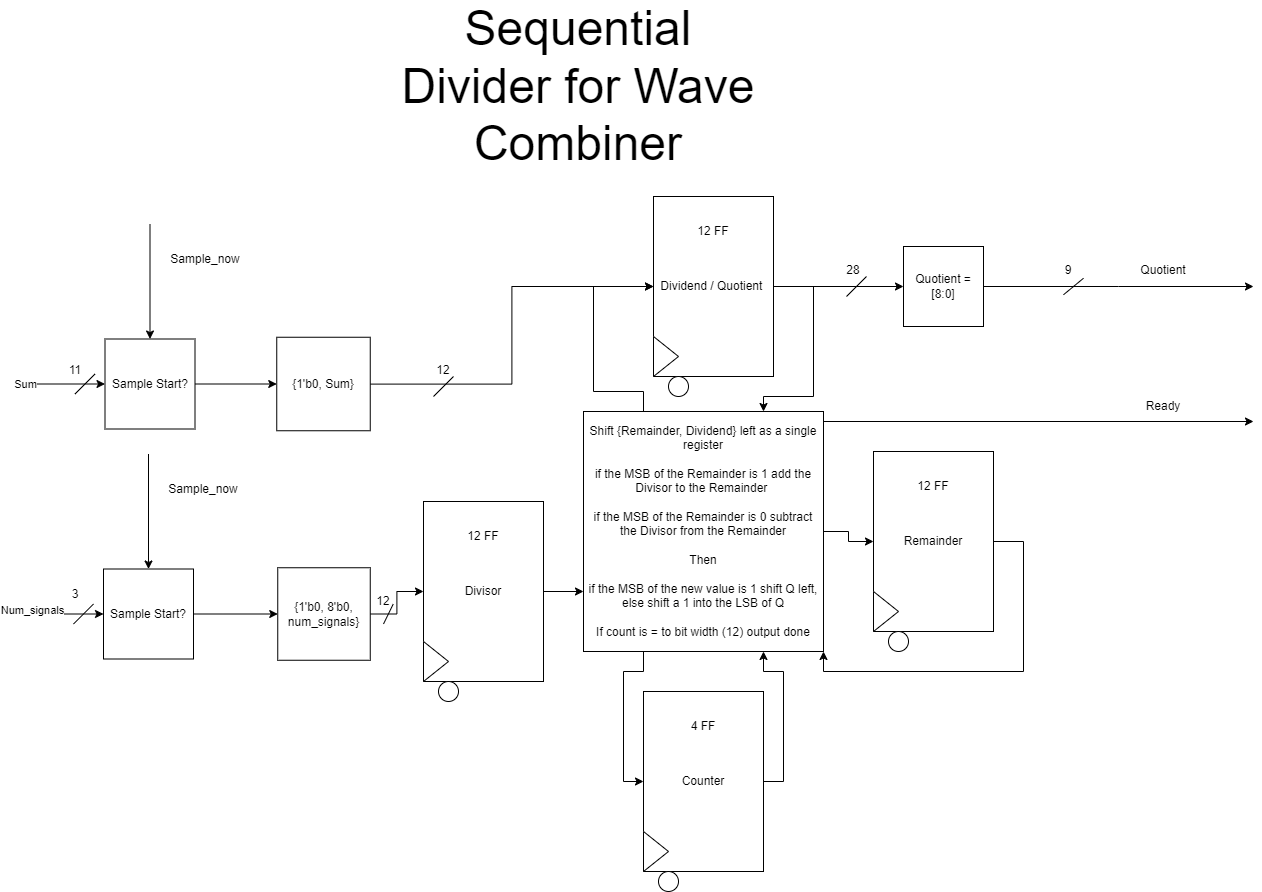 Sequential
Divider for Wave
Combiner
12 FF
Dividend / Quotient
28
Quotient =
[8:0]
9
Quotient
Sample_now
Sum
11
Sample Start?
{1'b0, Sum}
12
Ready
Shift {Remainder, Dividend} left as a single
register
if the MSB of the Remainder is 1 add the
Divisor to the Remainder
if the MSB of the Remainder is 0 subtract
the Divisor from the Remainder
Then
if the MSB of the new value is 1 shift Q left,
else shift a 1 into the LSB of Q
If count is = to bit width (12) output done
12 FF
Remainder
Sample_now
Num_signals
3
Sample Start?
{1'b0, 8'b0,
num_signals}
12
12 FF
Divisor
4 FF
Counter